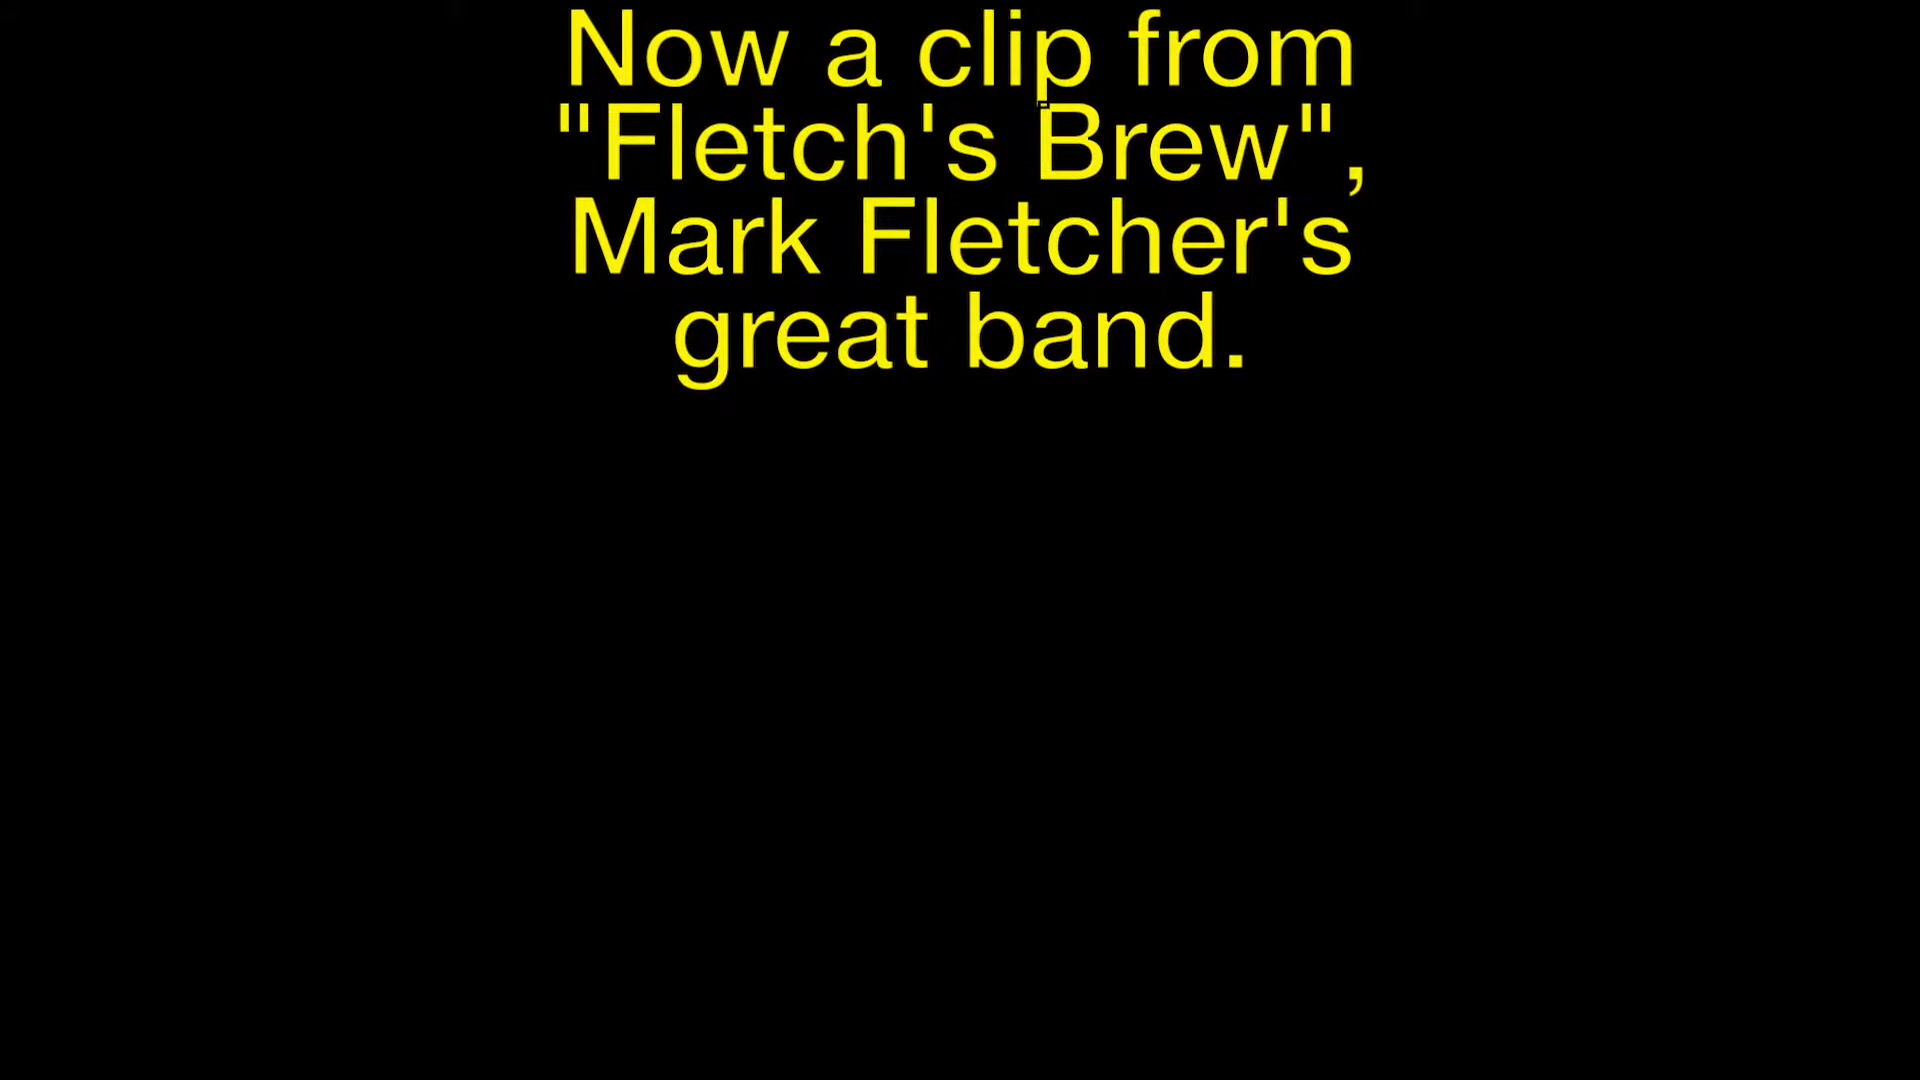 Now a clip from
"Fletch's Brew",
Mark Fletcher's
great band.